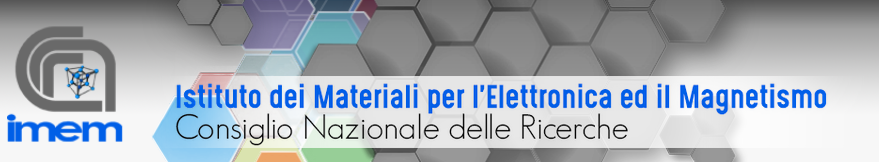 imem
Istituto dei Materiali per l'Elettronica ed il Magnetismo
Consiglio Nazionale delle Ricerche